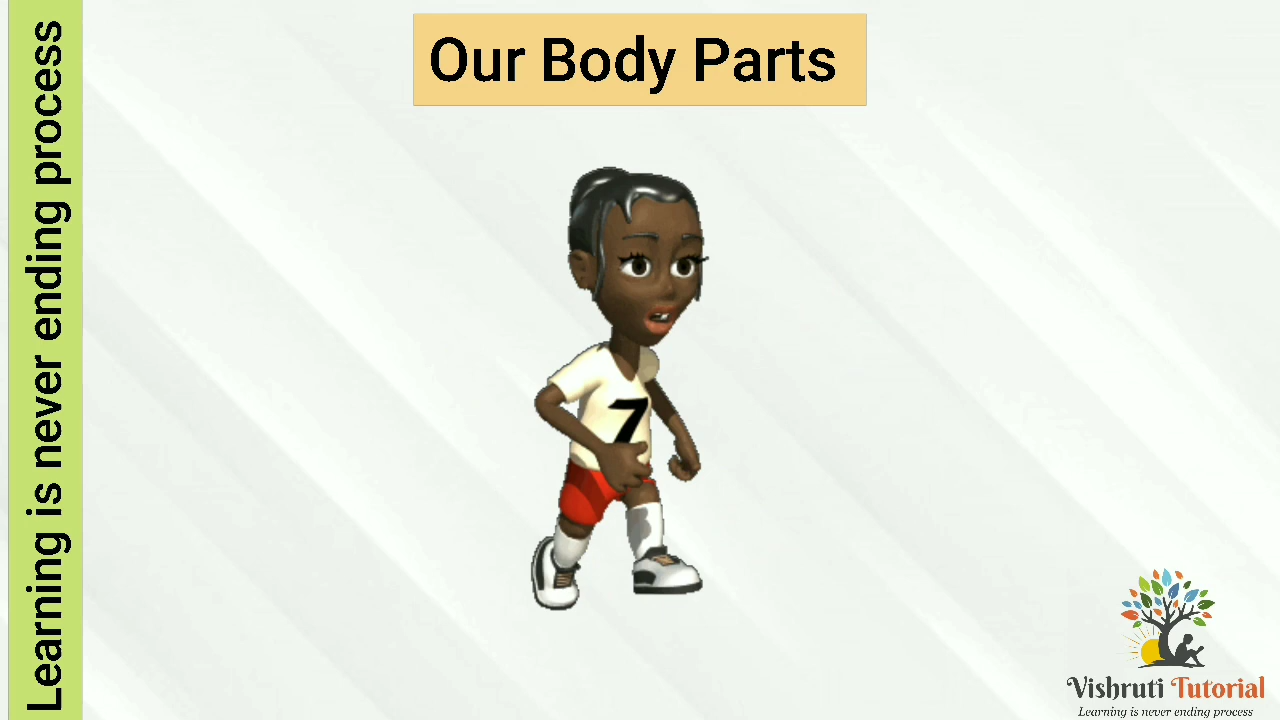 Our Body Parts
Learning is never ending process
7
Vishruti Tutorial
Learning is never ending process